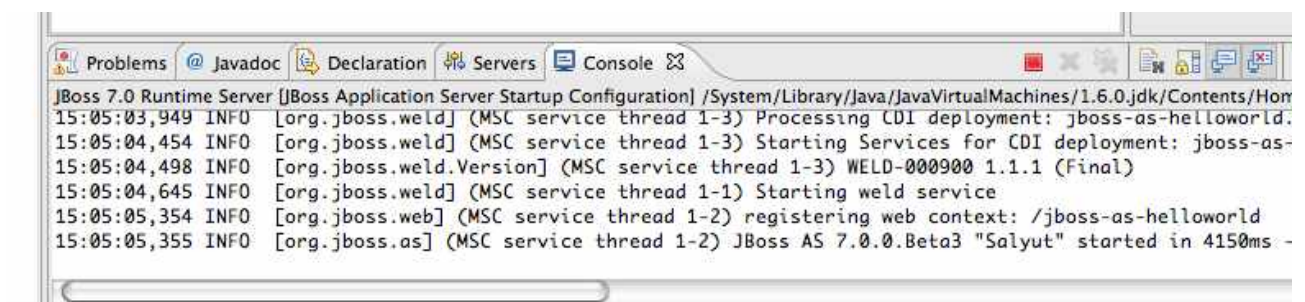 Problems @ Javadoc Declaration Servers Console
JBoss 7.0 Runtime Server [JBoss Application Server Startup Configuration] /System/Library/Java/JavaVirtualMachines/1.6.0.jdk/Contents/Hom
15:05:03,949 INFO [org.jboss.weld] (MSC service thread 1-3) Processing CDI deployment: jboss-as-helloworld.
15:05:04,454 INFO [org.jboss.weld] (MSC service thread 1-3) Starting Services for CDI deployment: jboss-as-
15:05:04,498 INFO [org.jboss.weld.Version] (MSC service thread 1-3) WELD-000900 1.1.1 (Final)
15:05:04,645 INFO [org.jboss.weld] (MSC service thread 1-1) Starting weld service
15:05:05,354 INFO [org.jboss.web] (MSC service thread 1-2) registering web context: /jboss-as-helloworld
15:05:05,355 INFO [org.jboss.as] (MSC service thread 1-2) JBoss AS 7.0.0.Beta3 "Salyut" started in 4150ms -